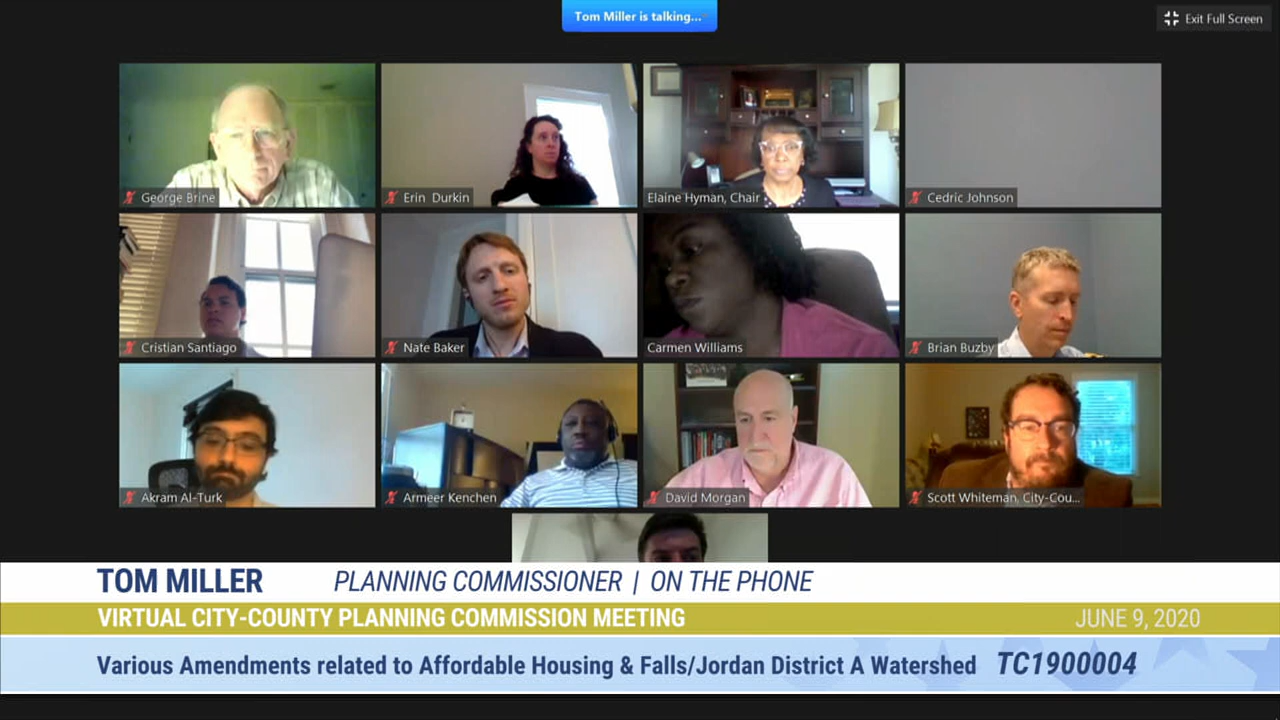 Tom Miller is talking...
Exit Full Screen
George Brine
Erin Durkin
Elaine Hyman, Chair
Cedric Johnson
Cristian Santiago
Nate Baker
Carmen Williams
Brian Buzby
Akram Al-Turk
Armeer Kenchen
David Morgan
Scott Whiteman, City-Cou...
TOM MILLER
PLANNING COMMISSIONER | ON THE PHONE
VIRTUAL CITY-COUNTY PLANNING COMMISSION MEETING
JUNE 9, 2020
Various Amendments related to Affordable Housing & Falls/Jordan District A Watershed TC1900004